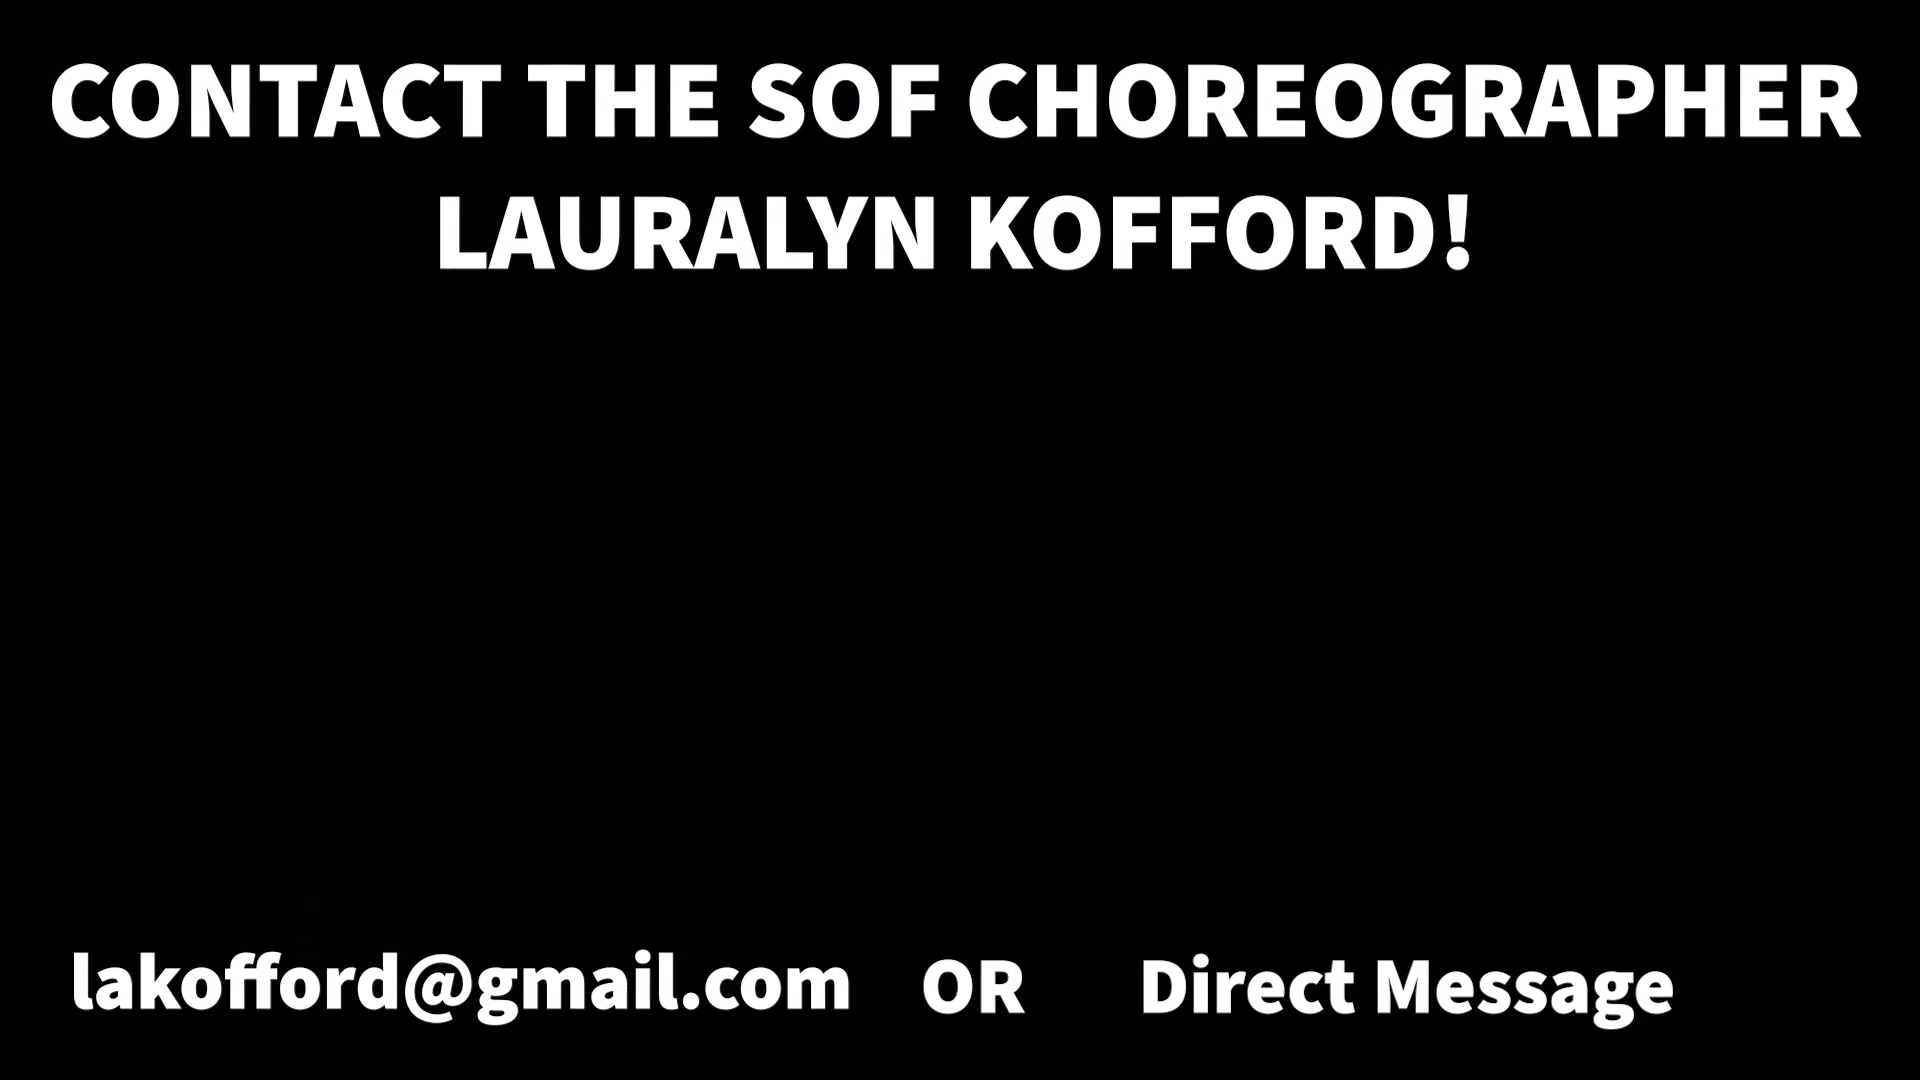 CONTACT THE SOF CHOREOGRAPHER
LAURALYN KOFFORD!
lakofford@gmail.com OR Direct Message